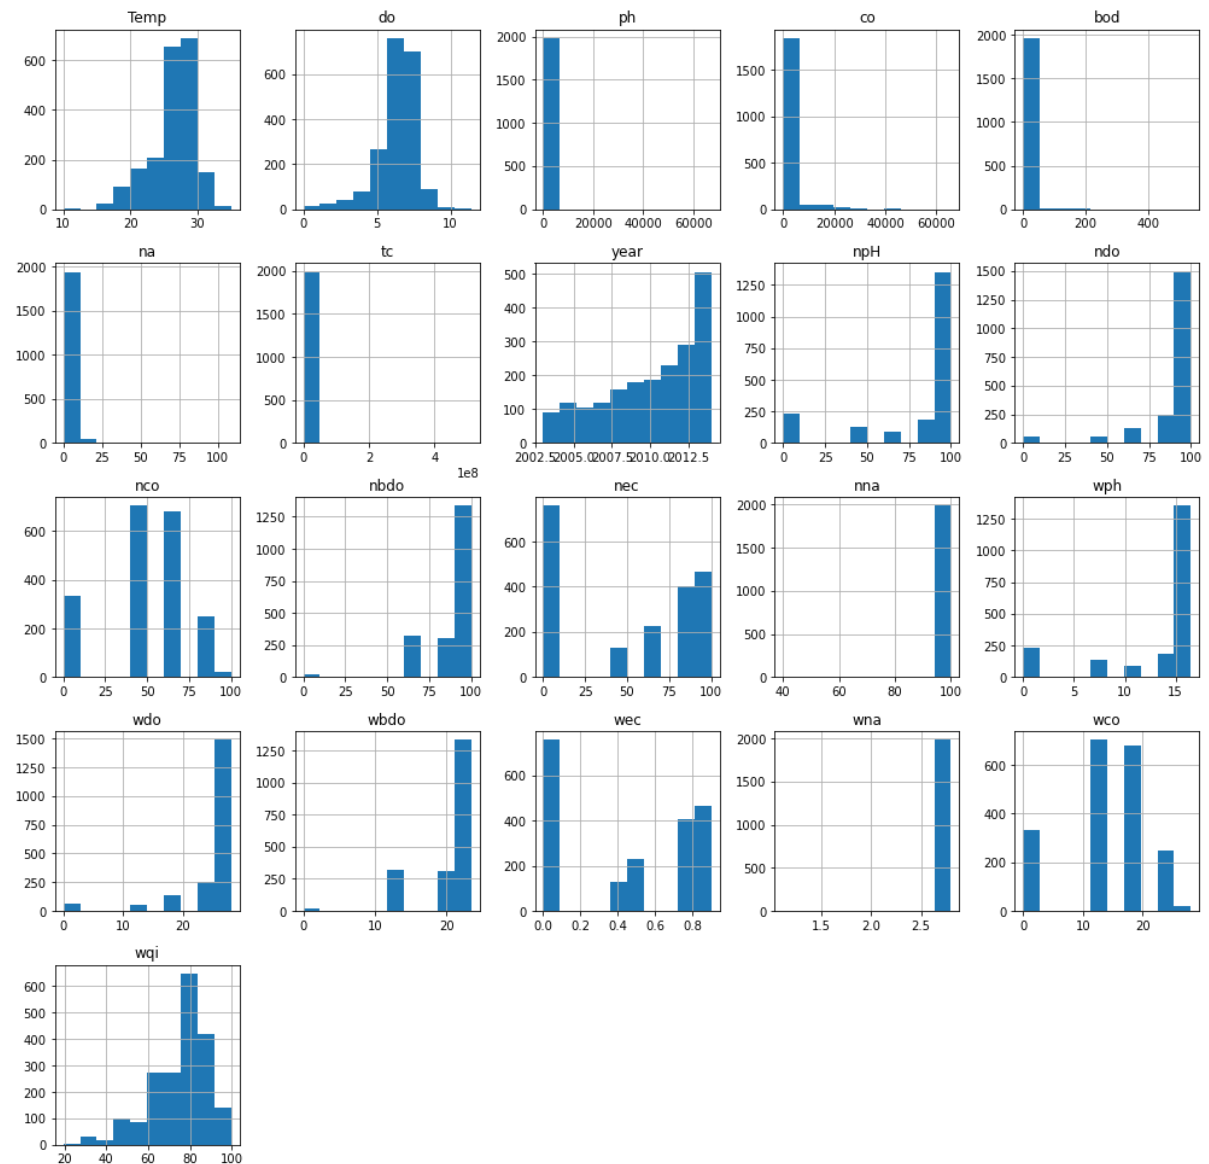 Temp do ph co bod
600 400 200 0 10 20 30
600 400 200 0 0 5 10
2000 1500 1000 500 0 0 20000 40000 60000
1500 1000 500 0 0 20000 40000 60000
2000 1500 1000 500 0 0 200 400
na tc year npH ndo
2000 1500 1000 500 0 0 25 50 75 100
2000 1500 1000 500 0 0 2 4 1e8
500 400 300 200 100 0 2002.5 2005.0 2007.5 2010.0 2012.5
1250 1000 750 500 250 0 0 25 50 75 100
1500 1250 1000 750 500 250 0 0 25 50 75 100
nco nbdo nec nna wph
600 400 200 0 0 25 50 75 100
1250 1000 750 500 250 0 0 25 50 75 100
600 400 200 0 0 25 50 75 100
2000 1500 1000 500 0 40 60 80 100
1250 1000 750 500 250 0 0 5 10 15
wdo wbdo wec wna wco
1500 1250 1000 750 500 250 0 0 10 20
1250 1000 750 500 250 0 0 10 20
600 400 200 0 0.0 0.2 0.4 0.6 0.8
2000 1500 1000 500 0 1.5 2.0 2.5
600 400 200 0 0 10 20
wqi
600 500 400 300 200 100 0 20 40 60 80 100